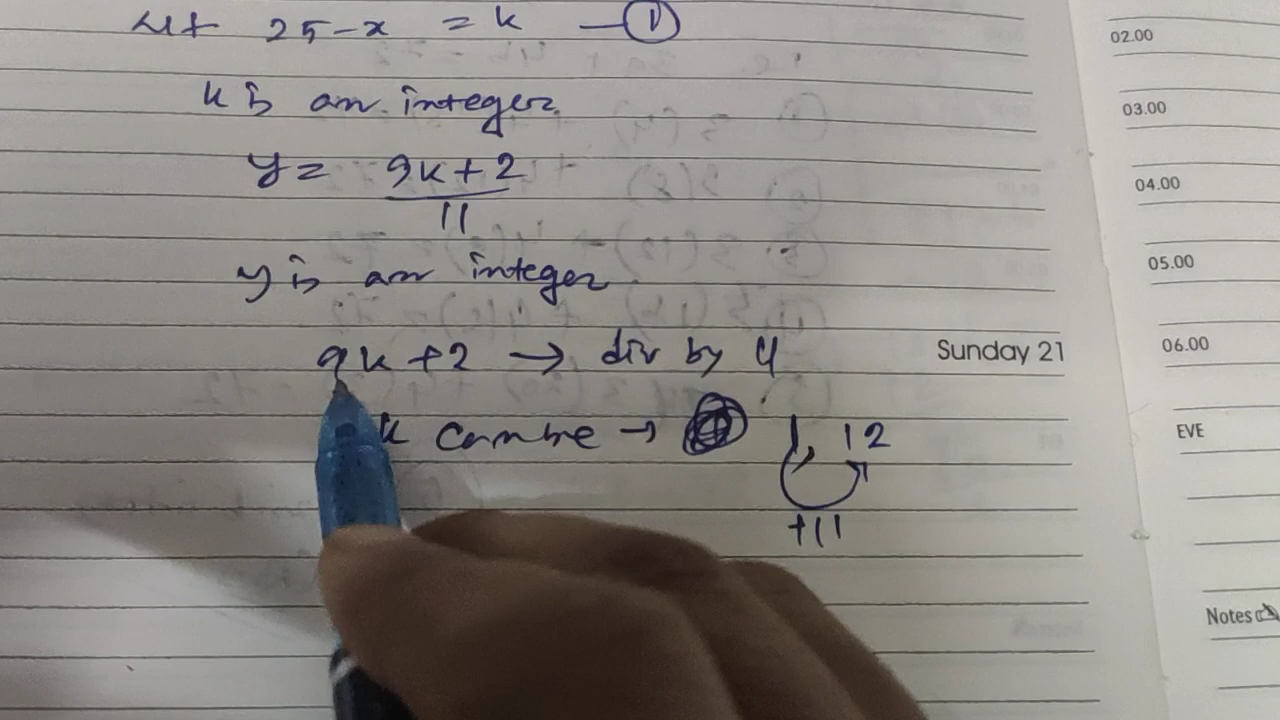 let 25-x = k —①
k is an integer
y = 9k+2
11
y is an integer
9k+2 → div by 4
k can be → 1, 12
+11
Sunday 21
02.00
03.00
04.00
05.00
06.00
EVE
Notes